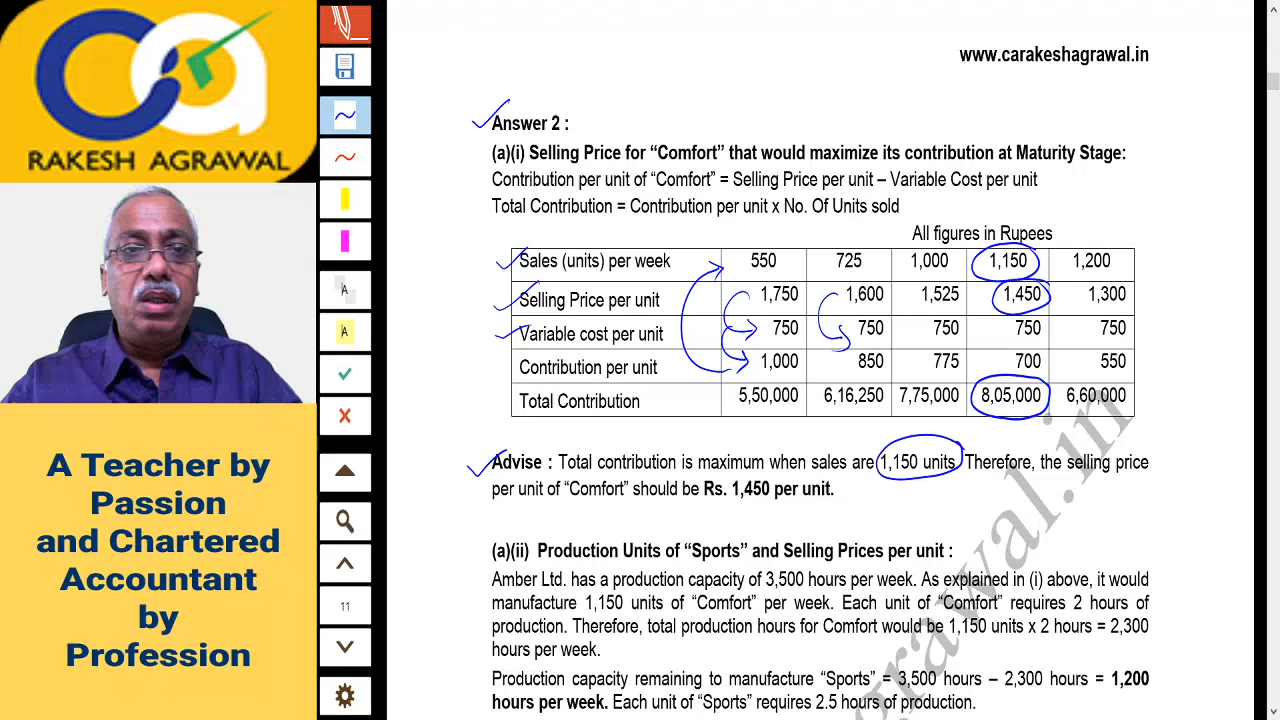 RAKESH AGRAWAL
A Teacher by
Passion
and Chartered
Accountant
by
Profession
A
A
11
www.carakeshagrawal.in
Answer 2 :
(a)(i) Selling Price for “Comfort” that would maximize its contribution at Maturity Stage:
Contribution per unit of “Comfort” = Selling Price per unit – Variable Cost per unit
Total Contribution = Contribution per unit x No. Of Units sold
All figures in Rupees
Sales (units) per week 550 725 1,000 1,150 1,200
Selling Price per unit 1,750 1,600 1,525 1,450 1,300
Variable cost per unit 750 750 750 750 750
Contribution per unit 1,000 850 775 700 550
Total Contribution 5,50,000 6,16,250 7,75,000 8,05,000 6,60,000
Advise : Total contribution is maximum when sales are 1,150 units. Therefore, the selling price
per unit of “Comfort” should be Rs. 1,450 per unit.
(a)(ii) Production Units of “Sports” and Selling Prices per unit :
Amber Ltd. has a production capacity of 3,500 hours per week. As explained in (i) above, it would
manufacture 1,150 units of “Comfort” per week. Each unit of “Comfort” requires 2 hours of
production. Therefore, total production hours for Comfort would be 1,150 units x 2 hours = 2,300
hours per week.
Production capacity remaining to manufacture “Sports” = 3,500 hours – 2,300 hours = 1,200
hours per week. Each unit of “Sports” requires 2.5 hours of production.